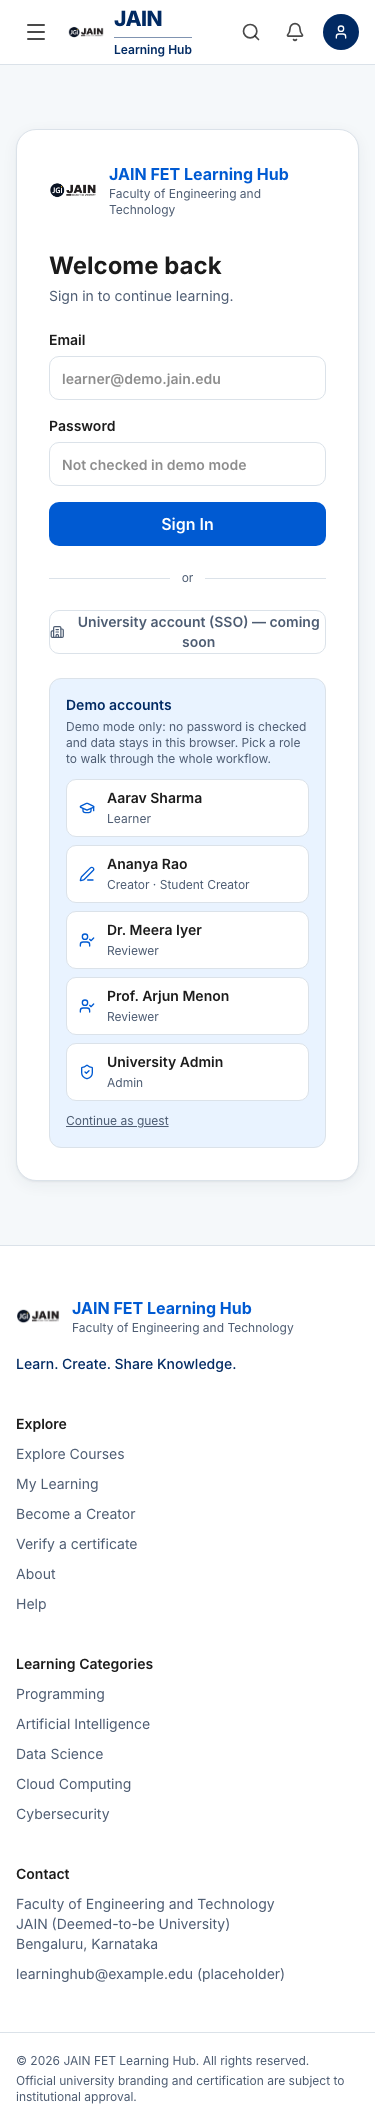 JGI JAIN
JAIN
Learning Hub
JGI JAIN
JAIN FET Learning Hub
Faculty of Engineering and
Technology
Welcome back
Sign in to continue learning.
Email
learner@demo.jain.edu
Password
Not checked in demo mode
Sign In
or
University account (SSO) — coming
soon
Demo accounts
Demo mode only: no password is checked
and data stays in this browser. Pick a role
to walk through the whole workflow.
Aarav Sharma
Learner
Ananya Rao
Creator · Student Creator
Dr. Meera Iyer
Reviewer
Prof. Arjun Menon
Reviewer
University Admin
Admin
Continue as guest
JGI JAIN
JAIN FET Learning Hub
Faculty of Engineering and Technology
Learn. Create. Share Knowledge.
Explore
Explore Courses
My Learning
Become a Creator
Verify a certificate
About
Help
Learning Categories
Programming
Artificial Intelligence
Data Science
Cloud Computing
Cybersecurity
Contact
Faculty of Engineering and Technology
JAIN (Deemed-to-be University)
Bengaluru, Karnataka
learninghub@example.edu (placeholder)
© 2026 JAIN FET Learning Hub. All rights reserved.
Official university branding and certification are subject to
institutional approval.